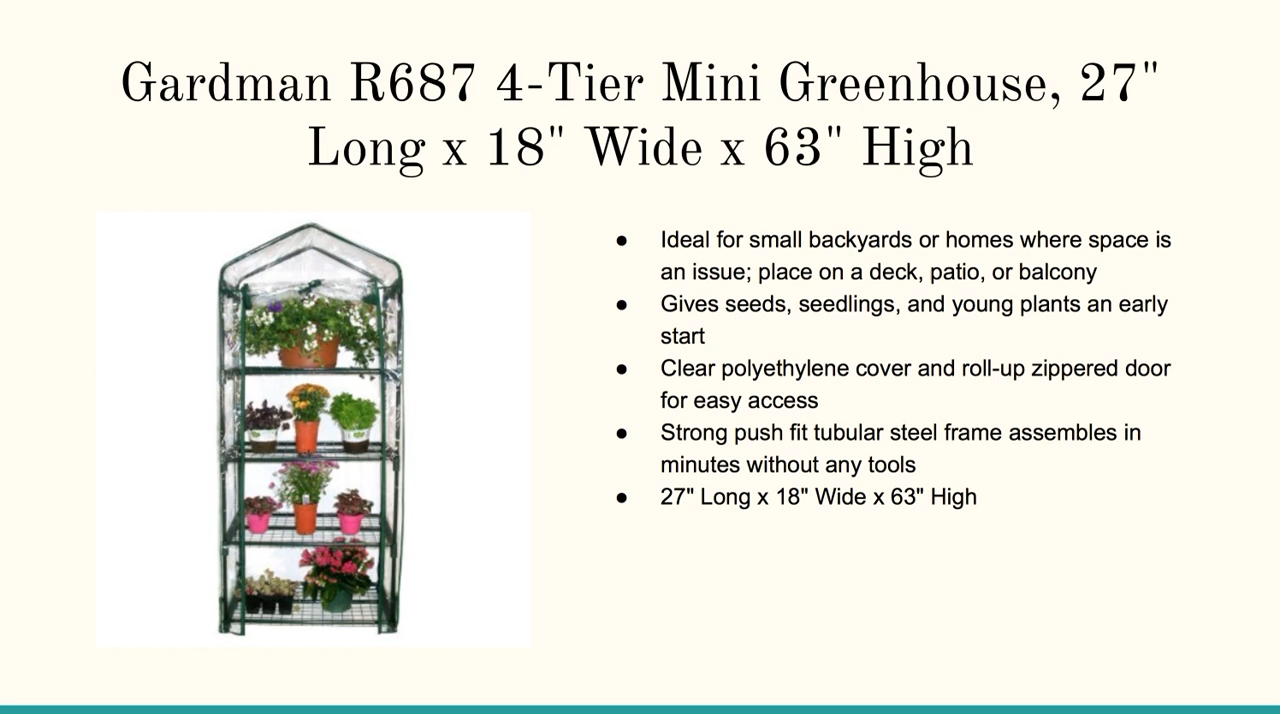 Gardman R687 4-Tier Mini Greenhouse, 27"
Long x 18" Wide x 63" High
● Ideal for small backyards or homes where space is
an issue; place on a deck, patio, or balcony
● Gives seeds, seedlings, and young plants an early
start
● Clear polyethylene cover and roll-up zippered door
for easy access
● Strong push fit tubular steel frame assembles in
minutes without any tools
● 27" Long x 18" Wide x 63" High